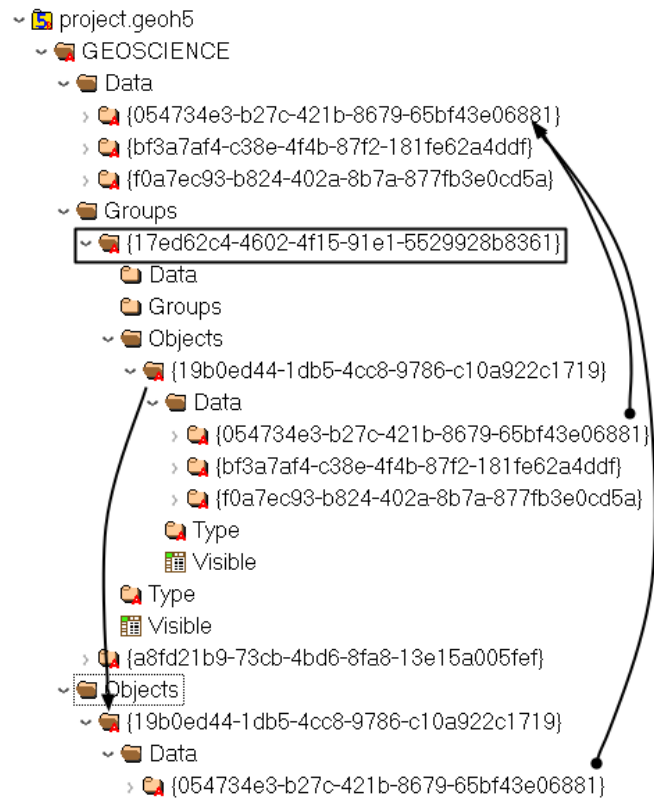 project.geoh5
GEOSCIENCE
Data
{054734e3-b27c-421b-8679-65bf43e06881}
{bf3a7af4-c38e-4f4b-87f2-181fe62a4ddf}
{f0a7ec93-b824-402a-8b7a-877fb3e0cd5a}
Groups
{17ed62c4-4602-4f15-91e1-5529928b8361}
Data
Groups
Objects
{19b0ed44-1db5-4cc8-9786-c10a922c1719}
Data
{054734e3-b27c-421b-8679-65bf43e06881}
{bf3a7af4-c38e-4f4b-87f2-181fe62a4ddf}
{f0a7ec93-b824-402a-8b7a-877fb3e0cd5a}
Type
Visible
Type
Visible
{a8fd21b9-73cb-4bd6-8fa8-13e15a005fef}
Objects
{19b0ed44-1db5-4cc8-9786-c10a922c1719}
Data
{054734e3-b27c-421b-8679-65bf43e06881}